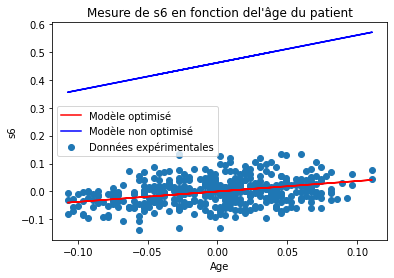 Mesure de s6 en fonction del'âge du patient
0.6
0.5
0.4
0.3
0.2
0.1
0.0
−0.1
s6
Modèle optimisé
Modèle non optimisé
Données expérimentales
−0.10
−0.05
0.00
0.05
0.10
Age